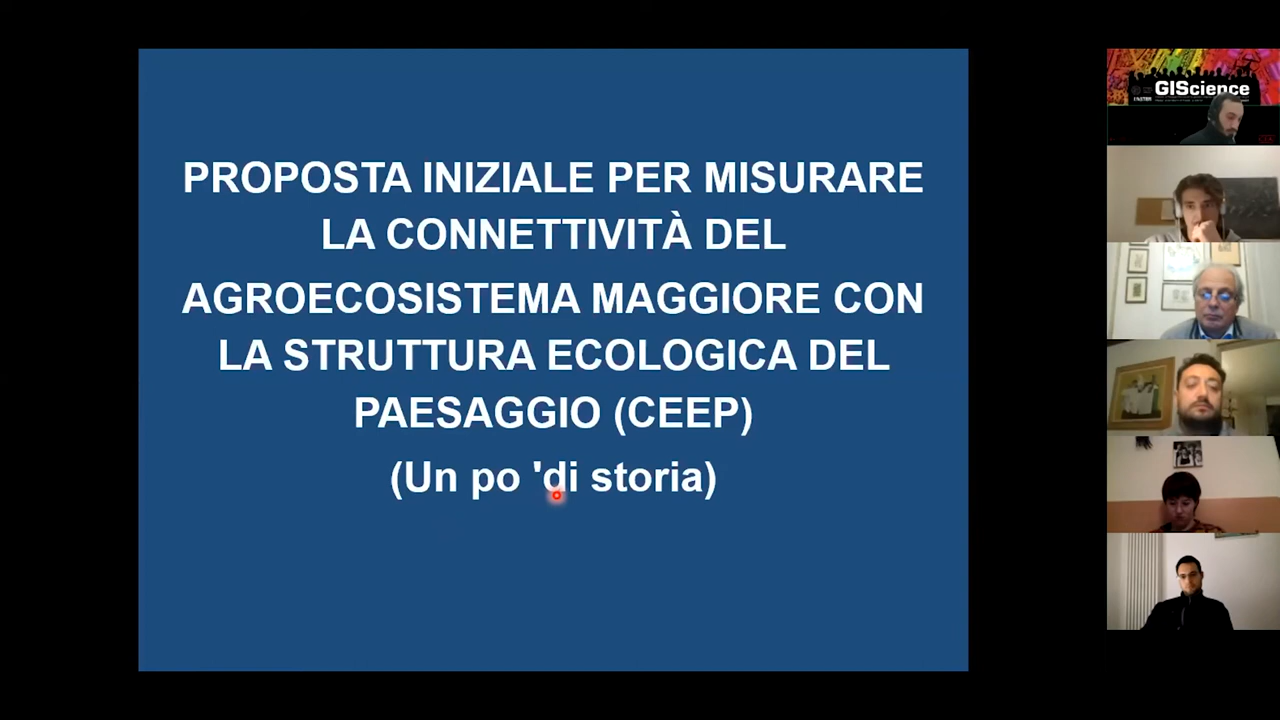 PROPOSTA INIZIALE PER MISURARE
LA CONNETTIVITÀ DEL
AGROECOSISTEMA MAGGIORE CON
LA STRUTTURA ECOLOGICA DEL
PAESAGGIO (CEEP)
(Un po 'di storia)
GIScience